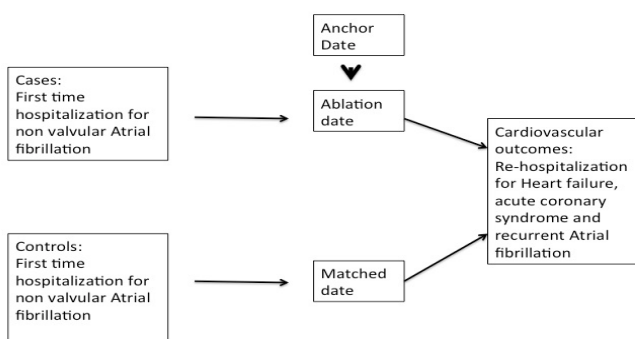 Anchor
Date
Cases:
First time
hospitalization for
non valvular Atrial
fibrillation
Ablation
date
Cardiovascular
outcomes:
Re-hospitalization
for Heart failure,
acute coronary
syndrome and
recurrent Atrial
fibrillation
Controls:
First time
hospitalization for
non valvular Atrial
fibrillation
Matched
date